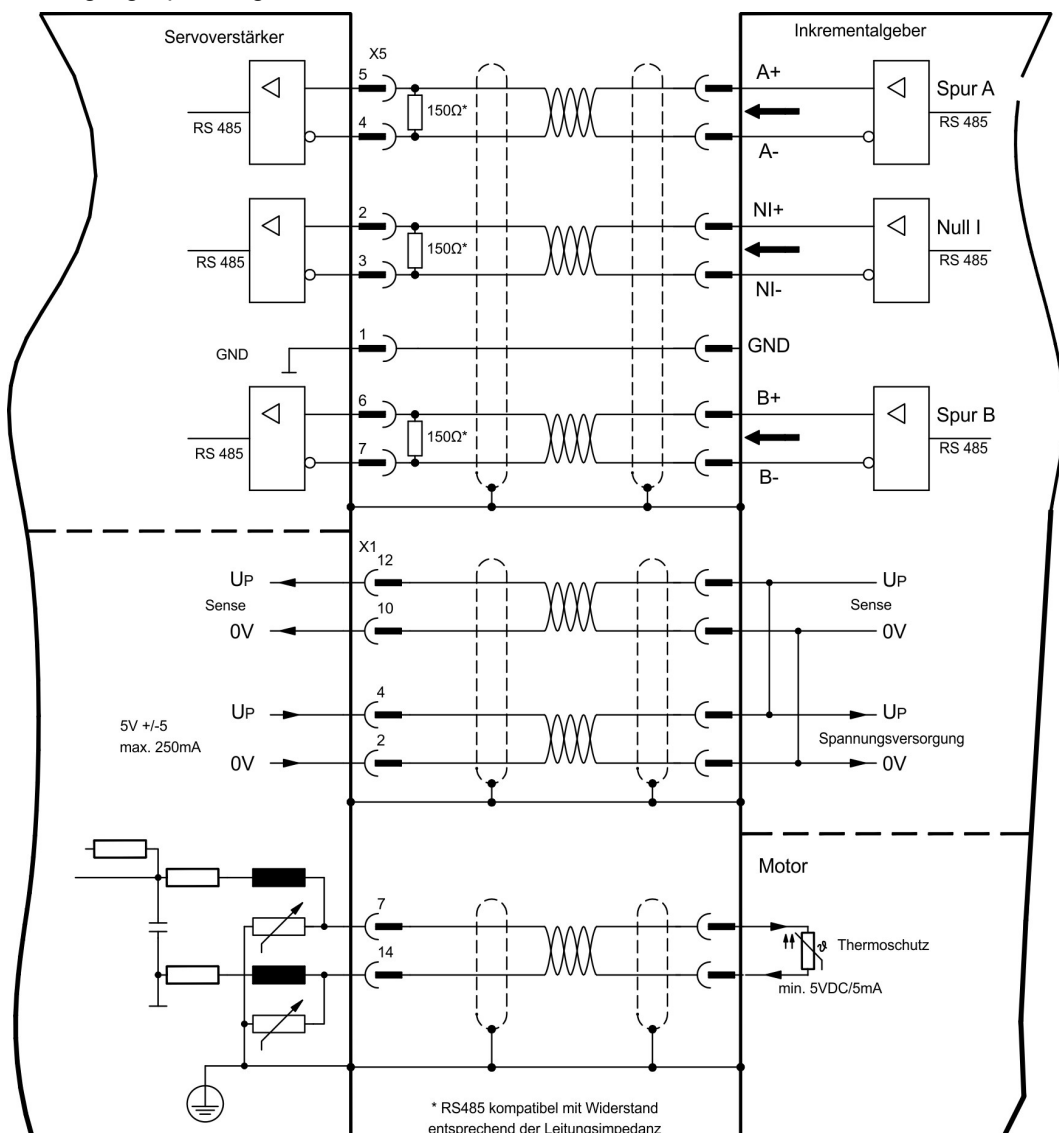 Servoverstärker
Inkrementalgeber
X5
5
A+
150Ω*
Spur A
RS 485
RS 485
4
A-
2
NI+
150Ω*
Null I
RS 485
RS 485
3
NI-
1
GND
GND
6
B+
150Ω*
Spur B
RS 485
RS 485
7
B-
X1
12
UP
UP
Sense
Sense
10
0V
0V
4
UP
UP
5V +/-5
max. 250mA
Spannungsversorgung
2
0V
0V
Motor
7
ϑ Thermoschutz
14
min. 5VDC/5mA
* RS485 kompatibel mit Widerstand
entsprechend der Leitungsimpedanz